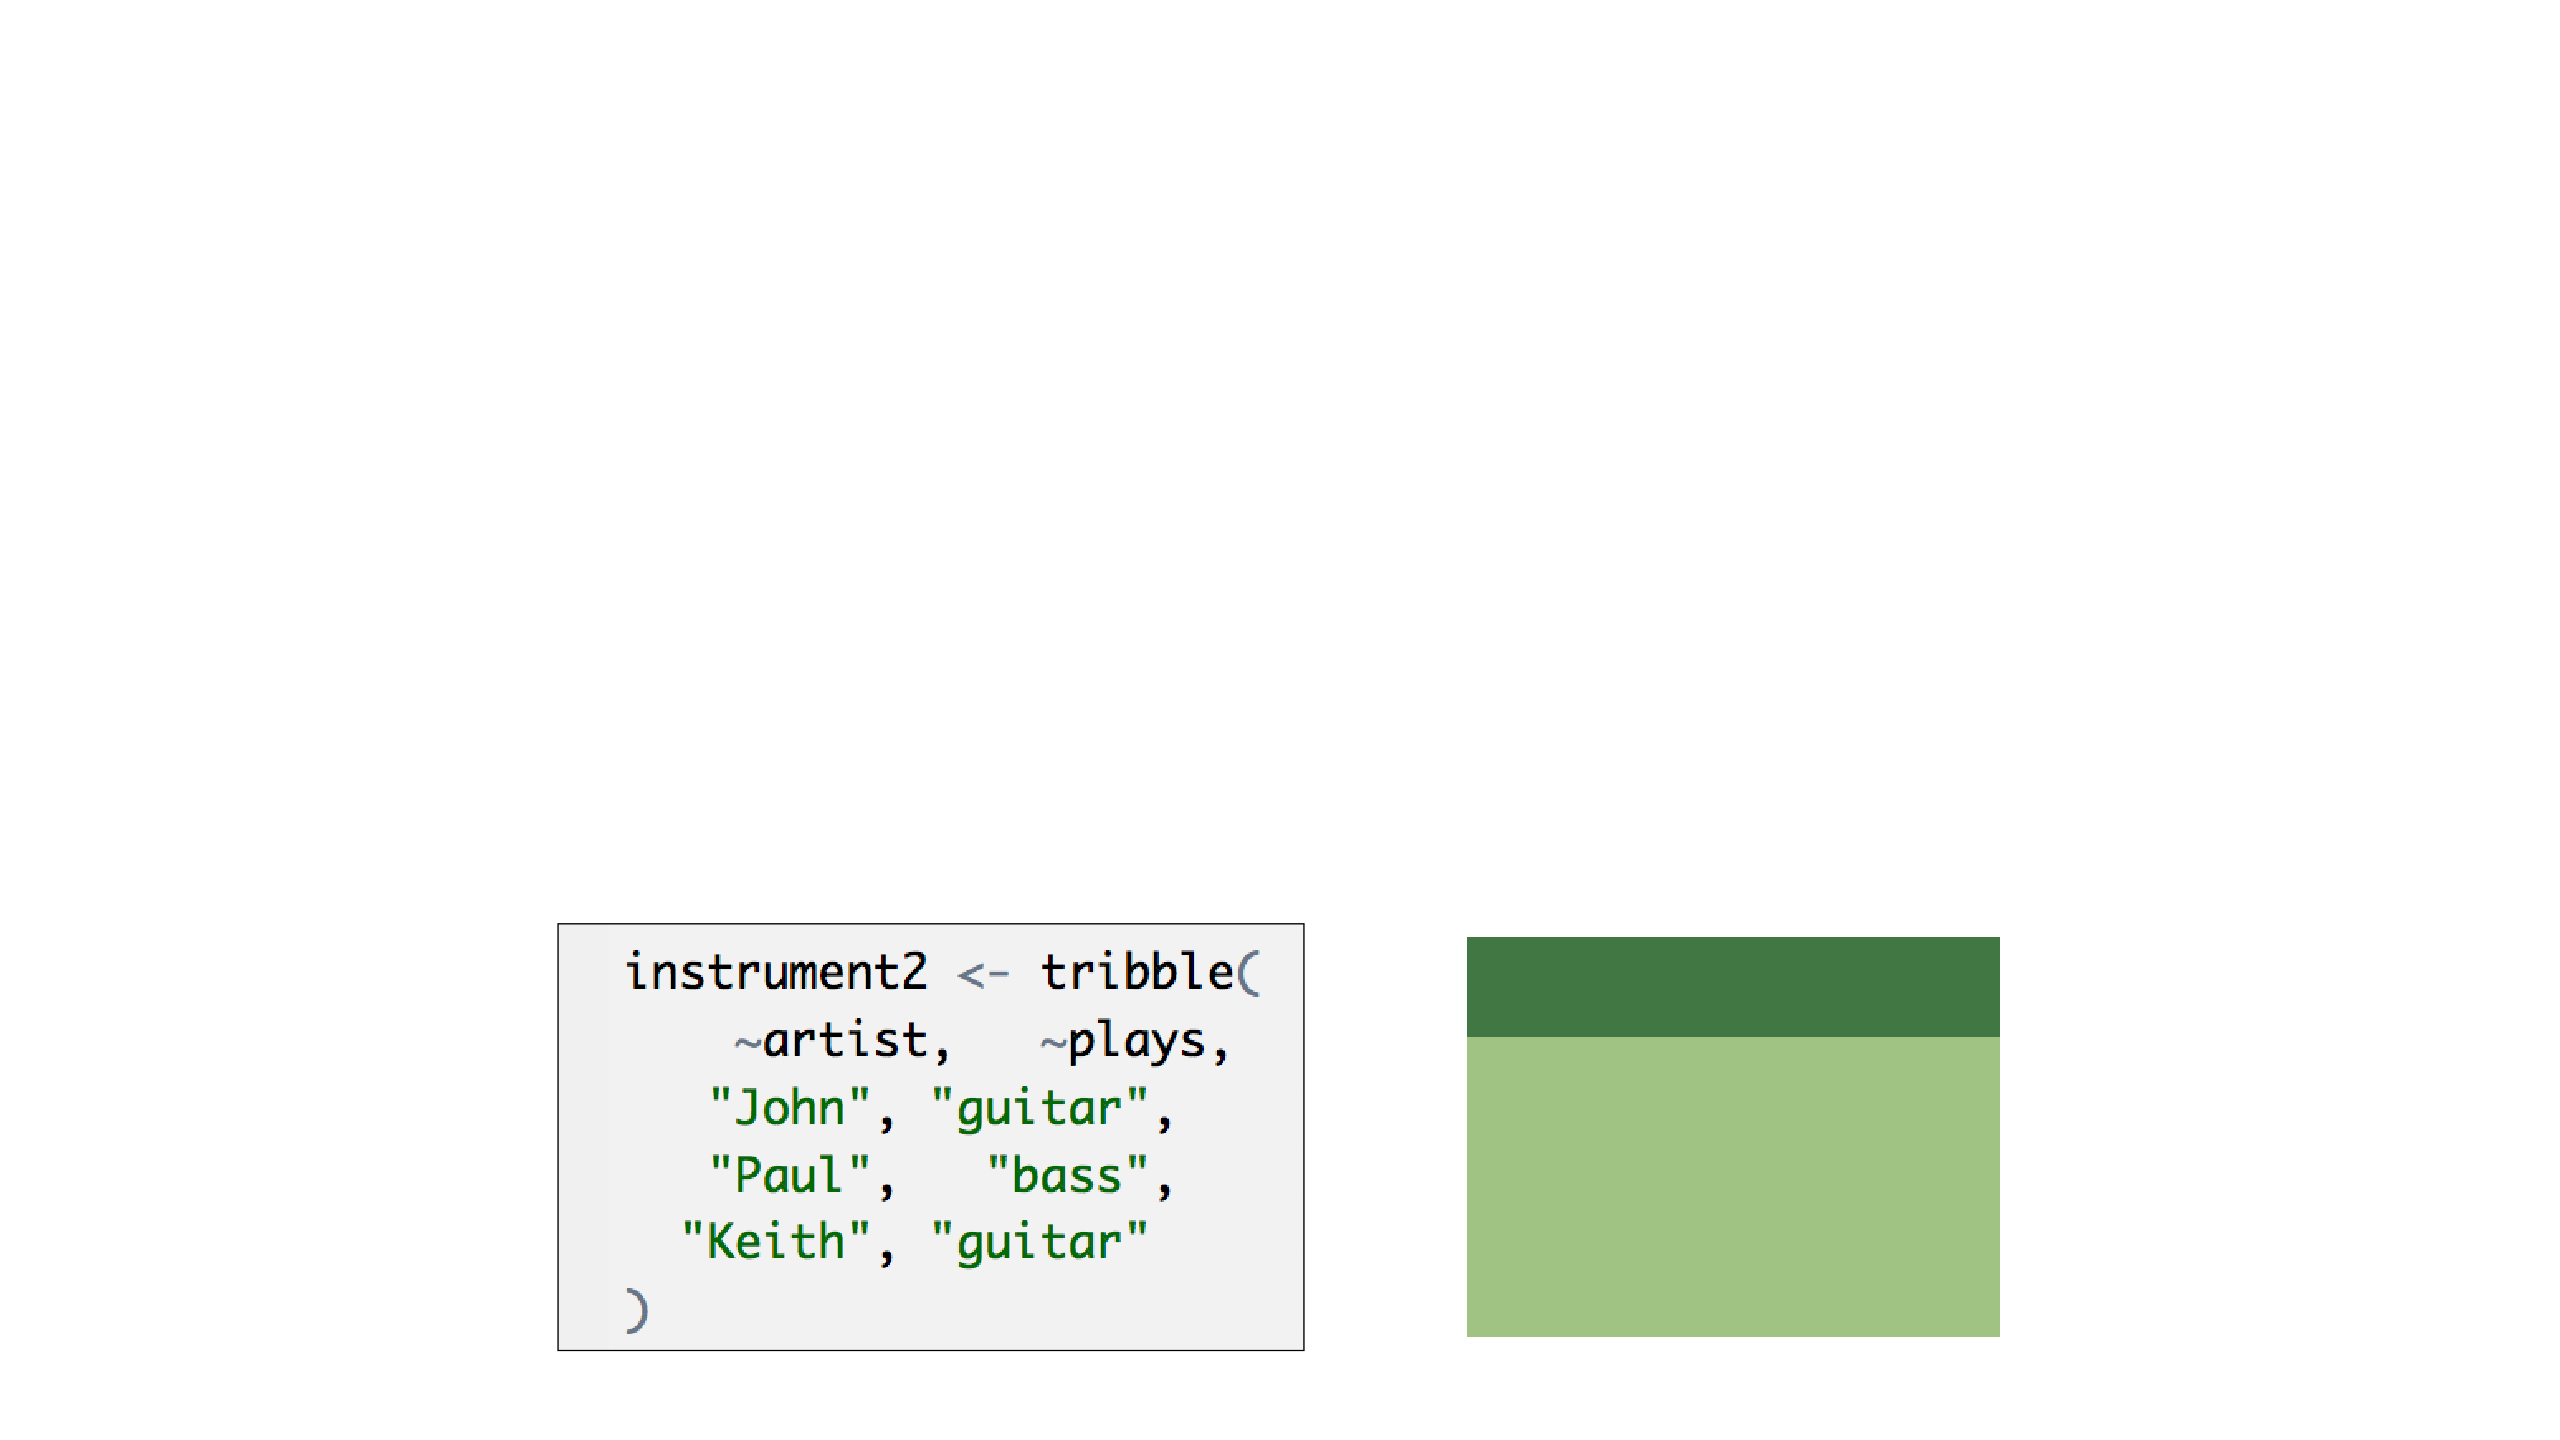 instrument2 <- tribble(
    ~artist,   ~plays,
   "John", "guitar",
   "Paul",   "bass",
  "Keith", "guitar"
)